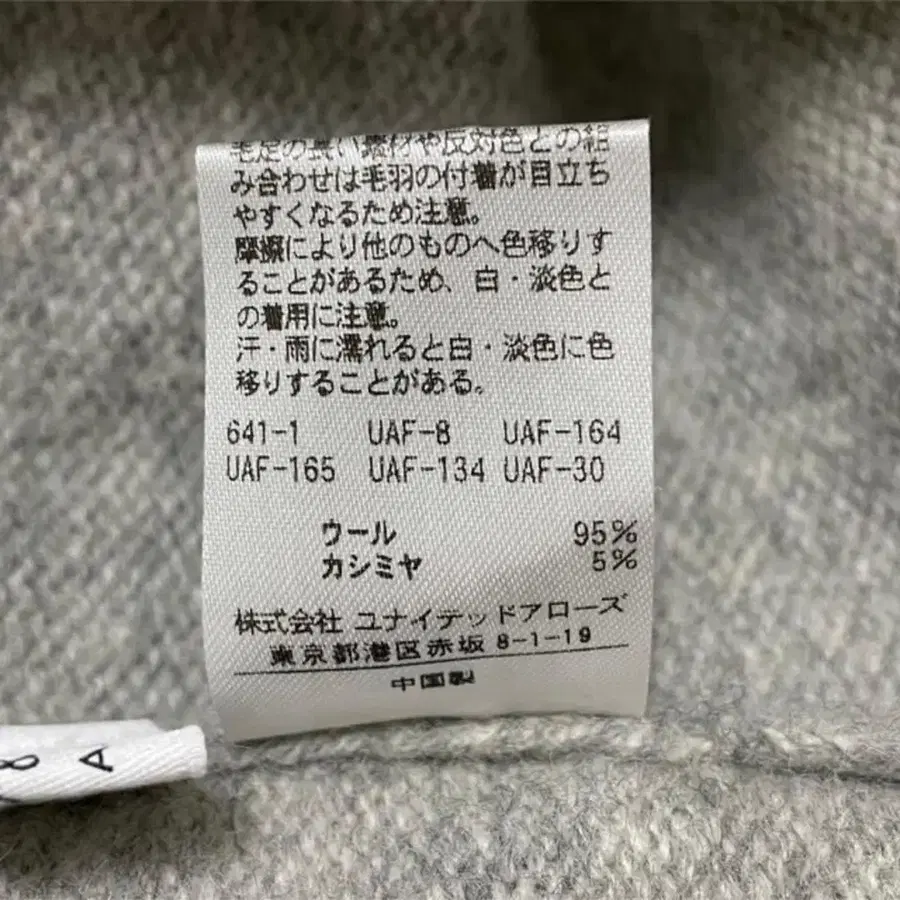 毛足の長い素材や反対色との組
み合わせは毛羽の付着が目立ち
やすくなるため注意。
摩擦により他のものへ色移りす
ることがあるため、白・淡色と
の着用に注意。
汗・雨に濡れると白・淡色に色
移りすることがある。
641-1 UAF-8 UAF-164
UAF-165 UAF-134 UAF-30
ウール 95%
カシミヤ 5%
株式会社 ユナイテッドアローズ
東京都港区赤坂 8-1-19
中国製
8
A